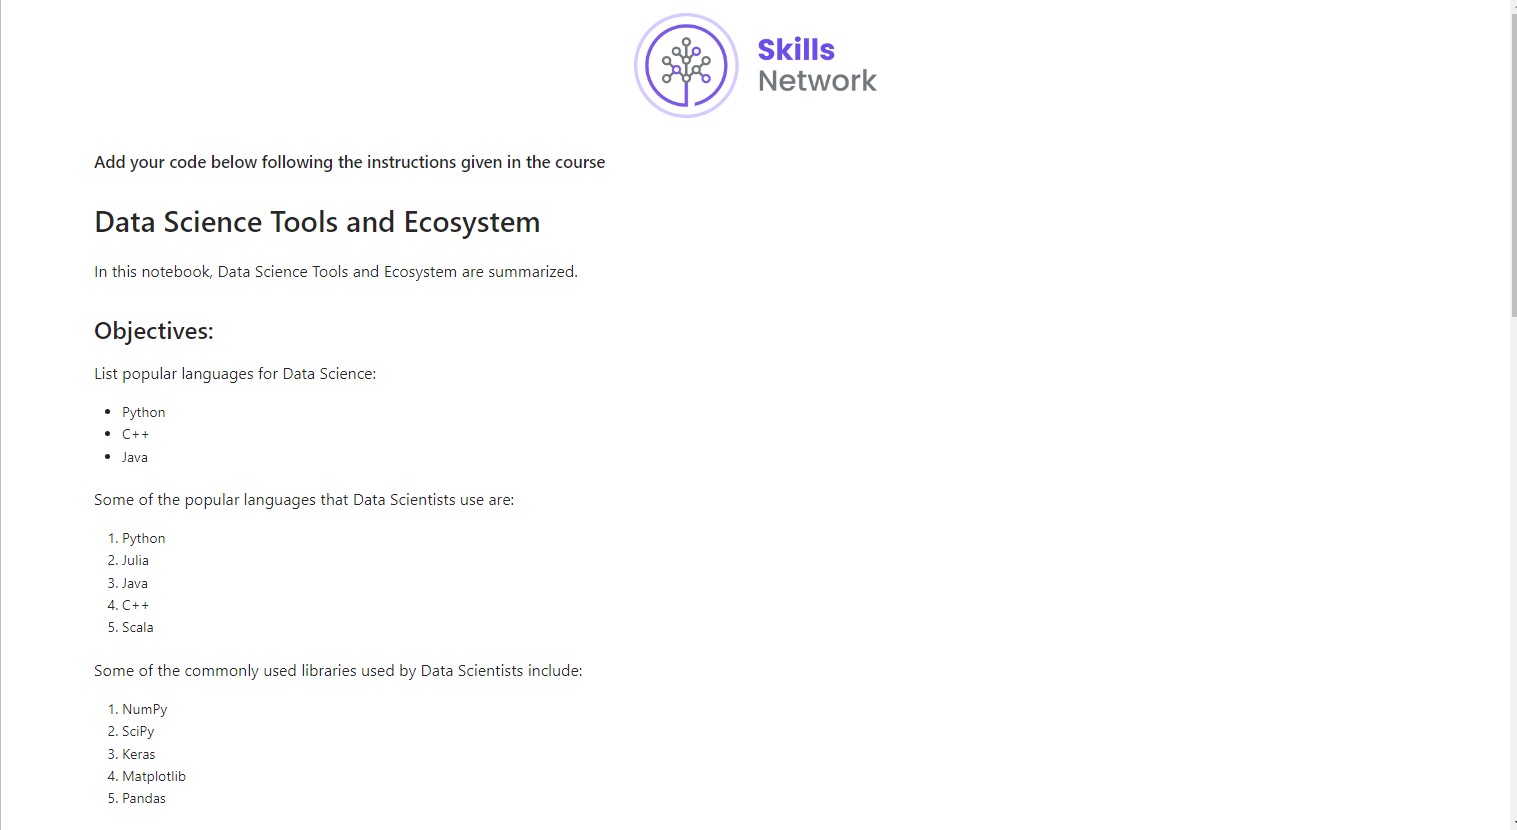 Skills
Network
Add your code below following the instructions given in the course
Data Science Tools and Ecosystem
In this notebook, Data Science Tools and Ecosystem are summarized.
Objectives:
List popular languages for Data Science:
• Python
• C++
• Java
Some of the popular languages that Data Scientists use are:
1. Python
2. Julia
3. Java
4. C++
5. Scala
Some of the commonly used libraries used by Data Scientists include:
1. NumPy
2. SciPy
3. Keras
4. Matplotlib
5. Pandas